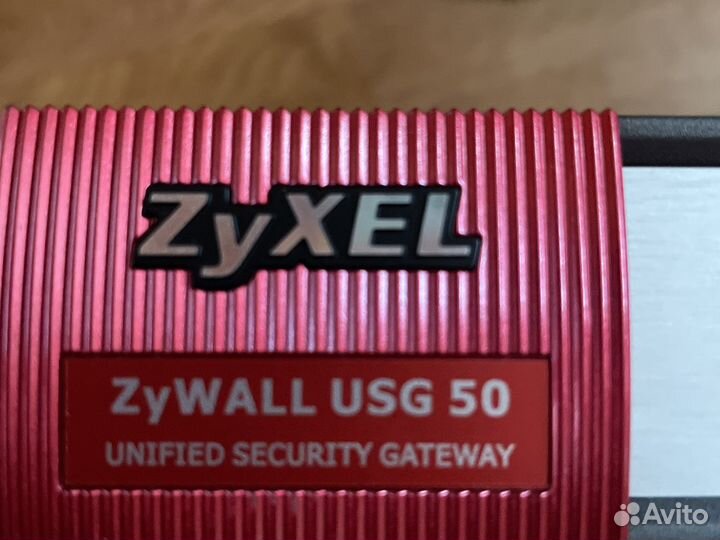 ZyXEL
ZyWALL USG 50
UNIFIED SECURITY GATEWAY
Avito